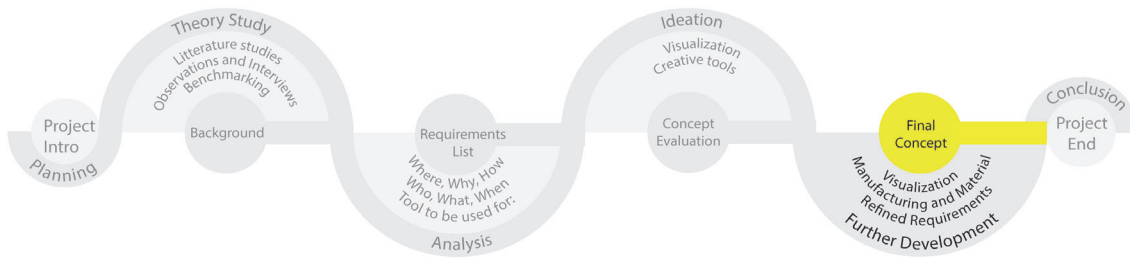 Project
Intro
Planning
Theory Study
Litterature studies
Observations and Interviews
Benchmarking
Background
Requirements
List
Where, Why, How
Who, What, When
Tool to be used for:
Analysis
Ideation
Visualization
Creative tools
Concept
Evaluation
Final
Concept
Visualization
Manufacturing and Material
Refined Requirements
Further Development
Conclusion
Project
End